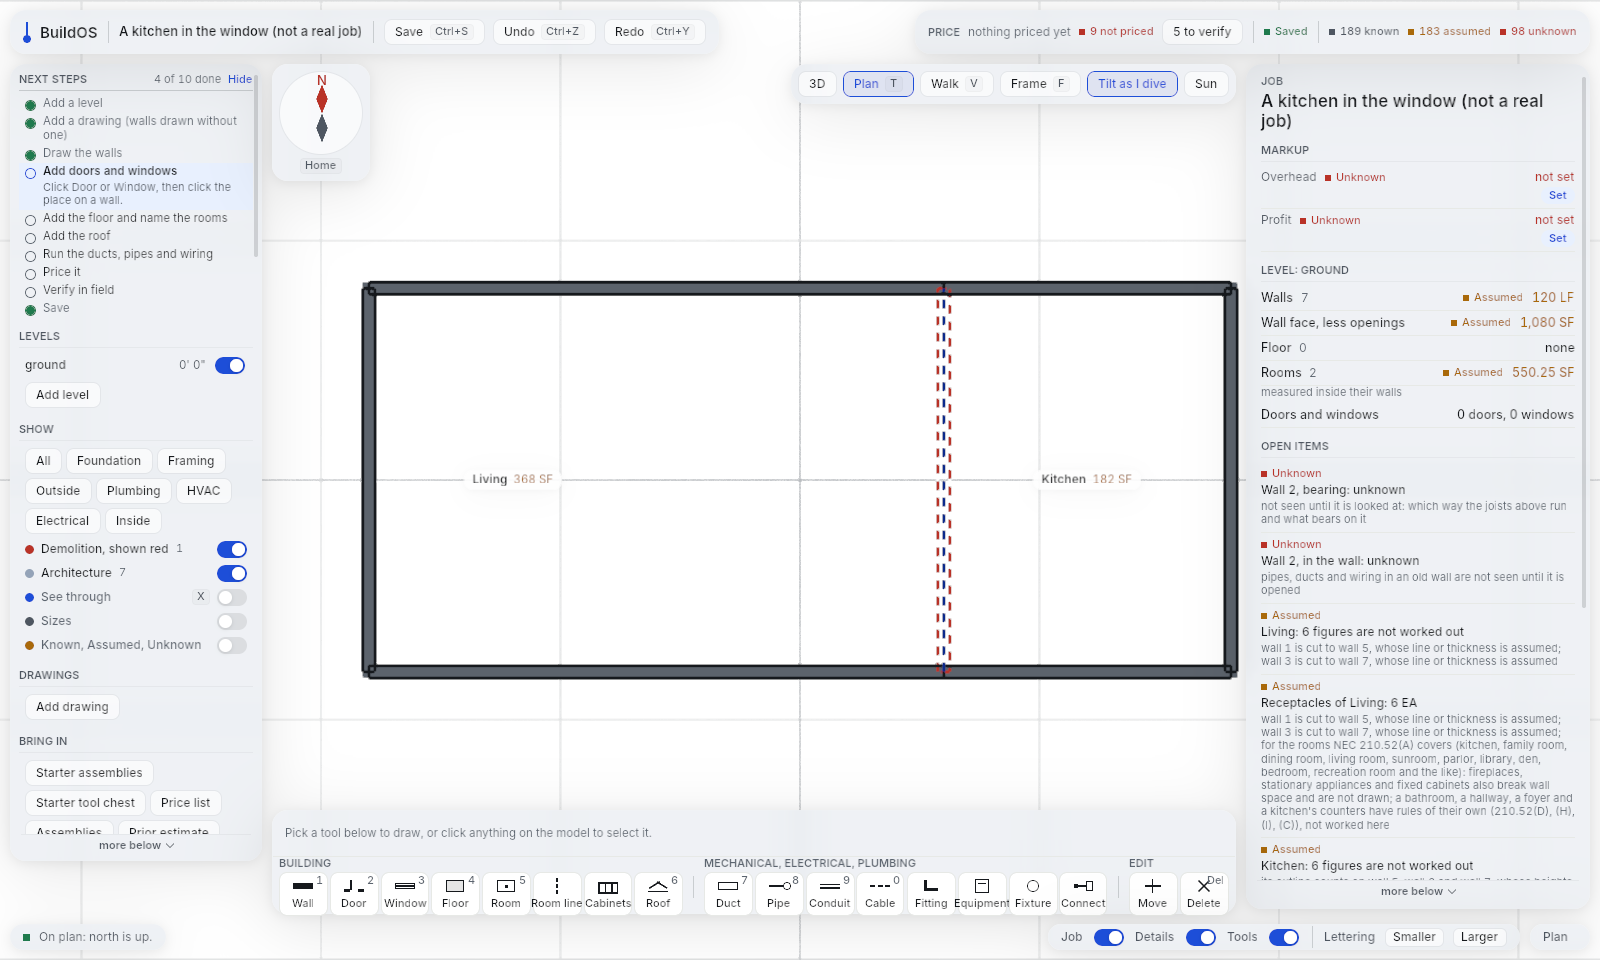 BuildOS
A kitchen in the window (not a real job)
Save Ctrl+S
Undo Ctrl+Z
Redo Ctrl+Y
PRICE nothing priced yet 9 not priced
5 to verify
Saved
189 known 183 assumed 98 unknown
NEXT STEPS 4 of 10 done Hide
Add a level
Add a drawing (walls drawn without
one)
Draw the walls
Add doors and windows
Click Door or Window, then click the
place on a wall.
Add the floor and name the rooms
Add the roof
Run the ducts, pipes and wiring
Price it
Verify in field
Save
LEVELS
ground 0' 0"
Add level
SHOW
All Foundation Framing
Outside Plumbing HVAC
Electrical Inside
Demolition, shown red 1
Architecture 7
See through X
Sizes
Known, Assumed, Unknown
DRAWINGS
Add drawing
BRING IN
Starter assemblies
Starter tool chest Price list
Assemblies Prior estimate
more below
N
Home
3D Plan T Walk V Frame F Tilt as I dive Sun
Living 368 SF
Kitchen 182 SF
Pick a tool below to draw, or click anything on the model to select it.
BUILDING
Wall 1
Door 2
Window 3
Floor 4
Room 5
Room line
Cabinets
Roof 6
MECHANICAL, ELECTRICAL, PLUMBING
Duct 7
Pipe 8
Conduit 9
Cable 0
Fitting
Equipment
Fixture
Connect
EDIT
Move
Delete Del
JOB
A kitchen in the window (not a real
job)
MARKUP
Overhead Unknown not set
Set
Profit Unknown not set
Set
LEVEL: GROUND
Walls 7 Assumed 120 LF
Wall face, less openings Assumed 1,080 SF
Floor 0 none
Rooms 2 Assumed 550.25 SF
measured inside their walls
Doors and windows 0 doors, 0 windows
OPEN ITEMS
Unknown
Wall 2, bearing: unknown
not seen until it is looked at: which way the joists above run
and what bears on it
Unknown
Wall 2, in the wall: unknown
pipes, ducts and wiring in an old wall are not seen until it is
opened
Assumed
Living: 6 figures are not worked out
wall 1 is cut to wall 5, whose line or thickness is assumed;
wall 3 is cut to wall 7, whose line or thickness is assumed
Assumed
Receptacles of Living: 6 EA
wall 1 is cut to wall 5, whose line or thickness is assumed;
wall 3 is cut to wall 7, whose line or thickness is assumed;
for the rooms NEC 210.52(A) covers (kitchen, family room,
dining room, living room, sunroom, parlor, library, den,
bedroom, recreation room and the like): fireplaces,
stationary appliances and fixed cabinets also break wall
space and are not drawn; a bathroom, a hallway, a foyer and
a kitchen's counters have rules of their own (210.52(D), (H),
(I), (C)), not worked here
Assumed
Kitchen: 6 figures are not worked out
more below
On plan: north is up.
Job Details Tools Lettering Smaller Larger Plan